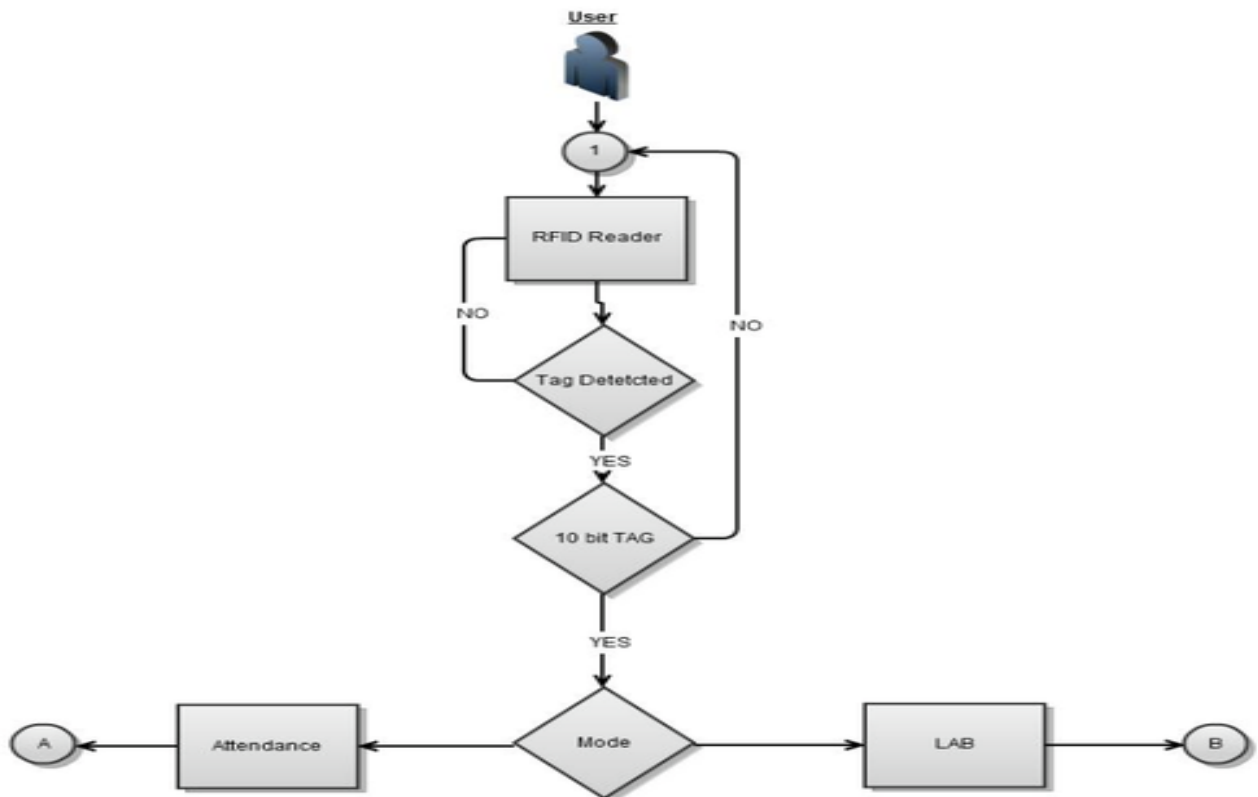 User
1
RFID Reader
NO
NO
Tag Detetcted
YES
10 bit TAG
YES
A
Attendance
Mode
LAB
B